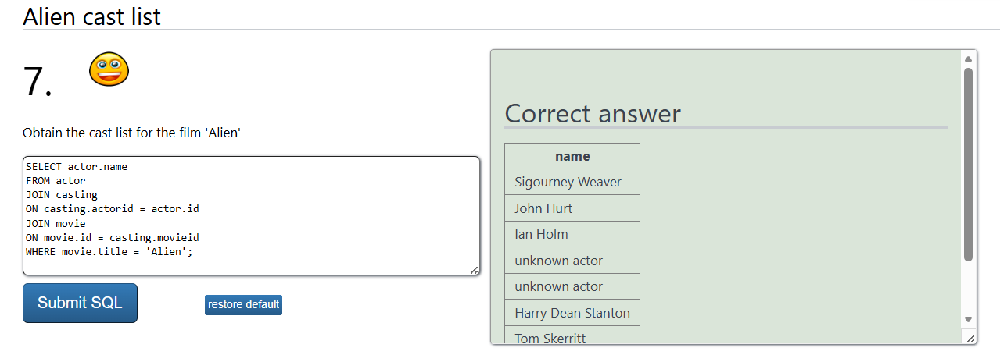 Alien cast list
7.
Obtain the cast list for the film 'Alien'
SELECT actor.name
FROM actor
JOIN casting
ON casting.actorid = actor.id
JOIN movie
ON movie.id = casting.movieid
WHERE movie.title = 'Alien';
Submit SQL
restore default
Correct answer
name
Sigourney Weaver
John Hurt
Ian Holm
unknown actor
unknown actor
Harry Dean Stanton
Tom Skerritt